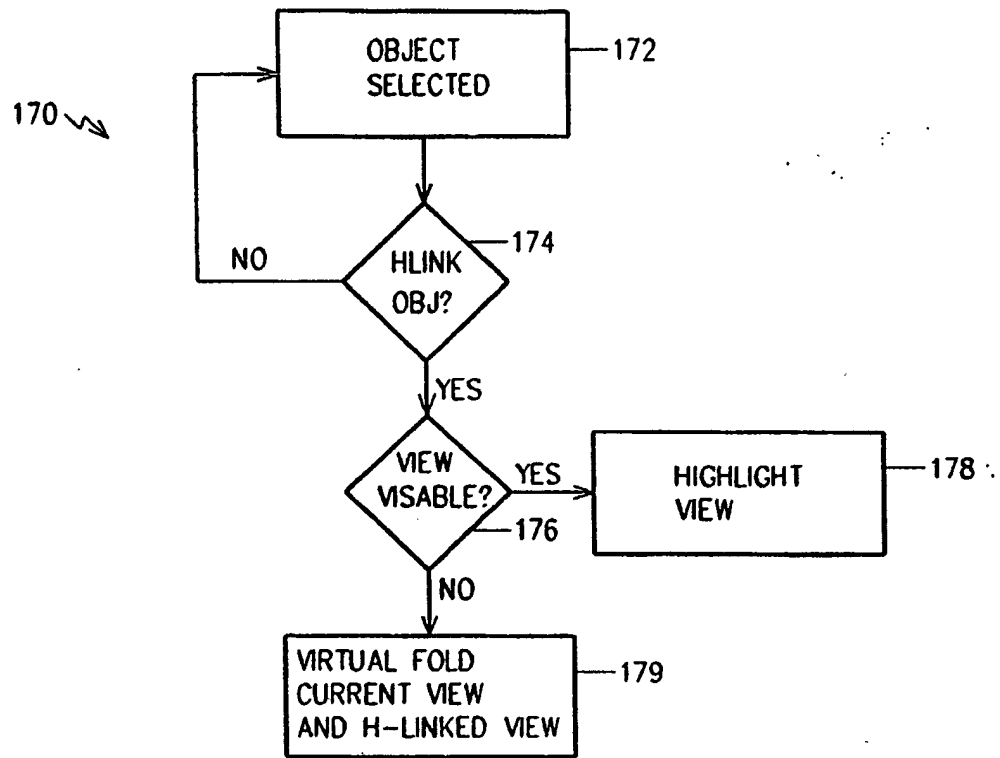 170
OBJECT
SELECTED
172
HLINK
OBJ?
174
NO
YES
VIEW
VISABLE?
176
YES
HIGHLIGHT
VIEW
178
NO
VIRTUAL FOLD
CURRENT VIEW
AND H-LINKED VIEW
179